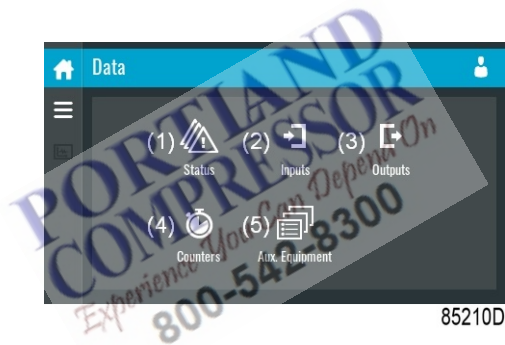 Data
(1) (2) (3)
Status Inputs Outputs
(4) (5)
Counters Aux. Equipment
85210D
PORTLAND
COMPRESSOR
Experience You Can Depend On
800-542-8300